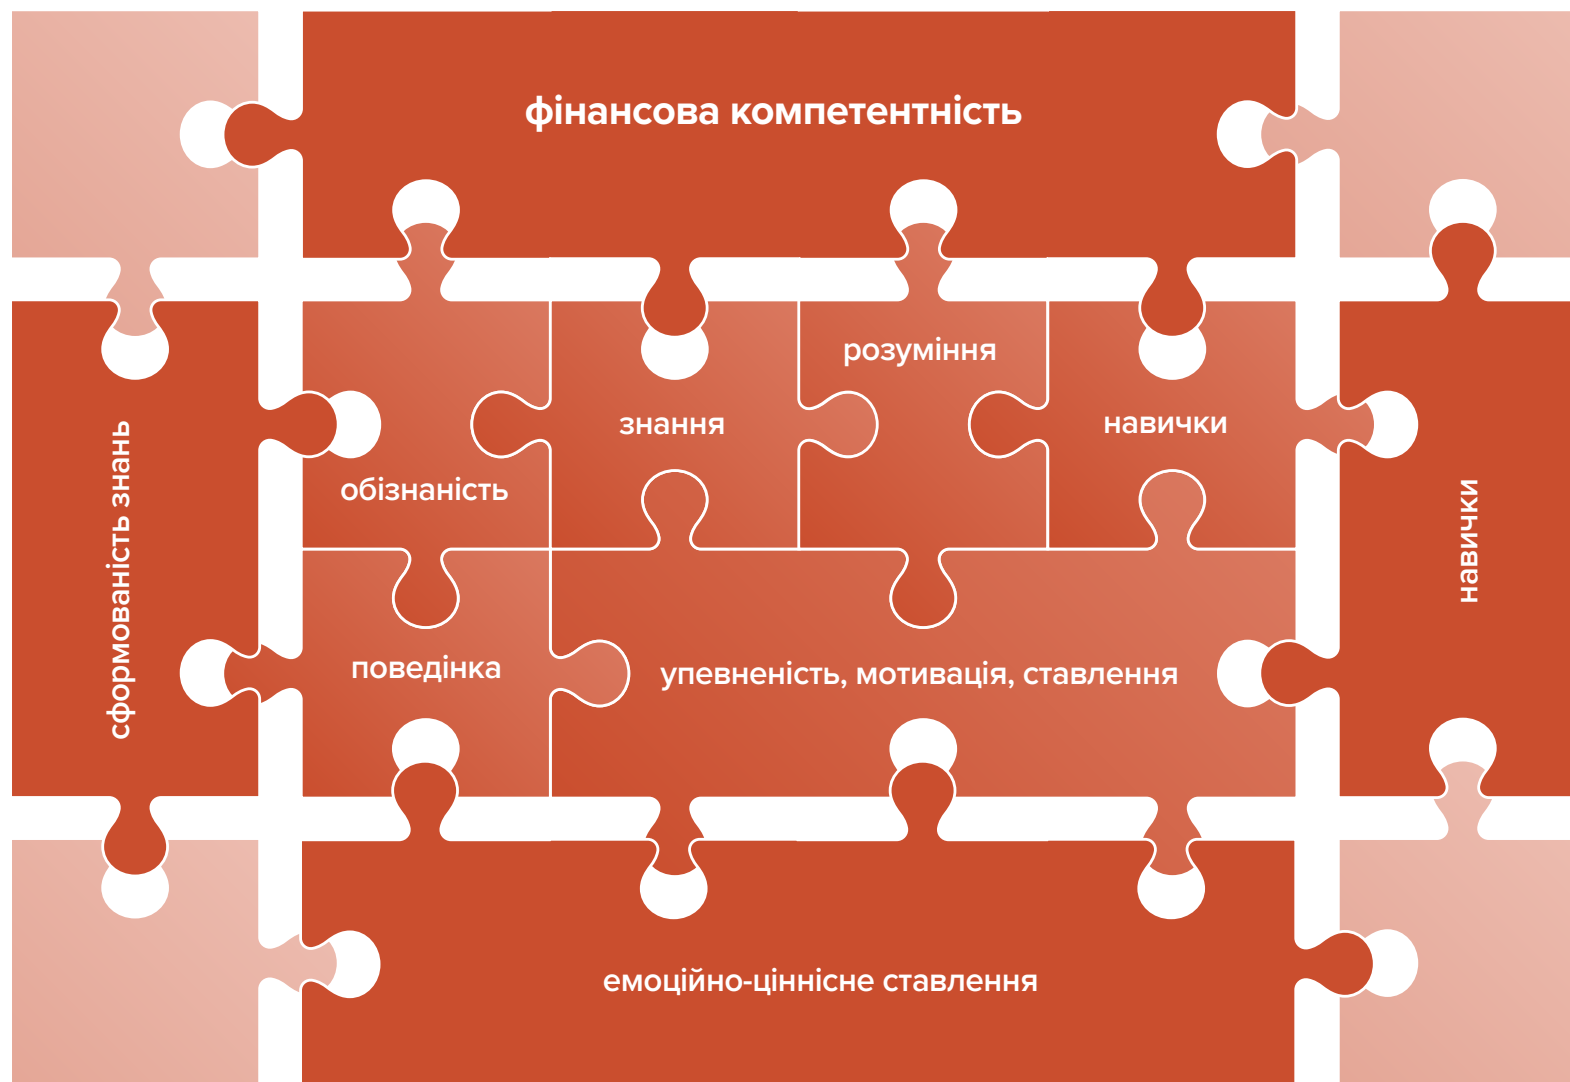 фінансова компетентність
розуміння
знання
навички
обізнаність
сформованість знань
навички
поведінка
упевненість, мотивація, ставлення
емоційно-ціннісне ставлення